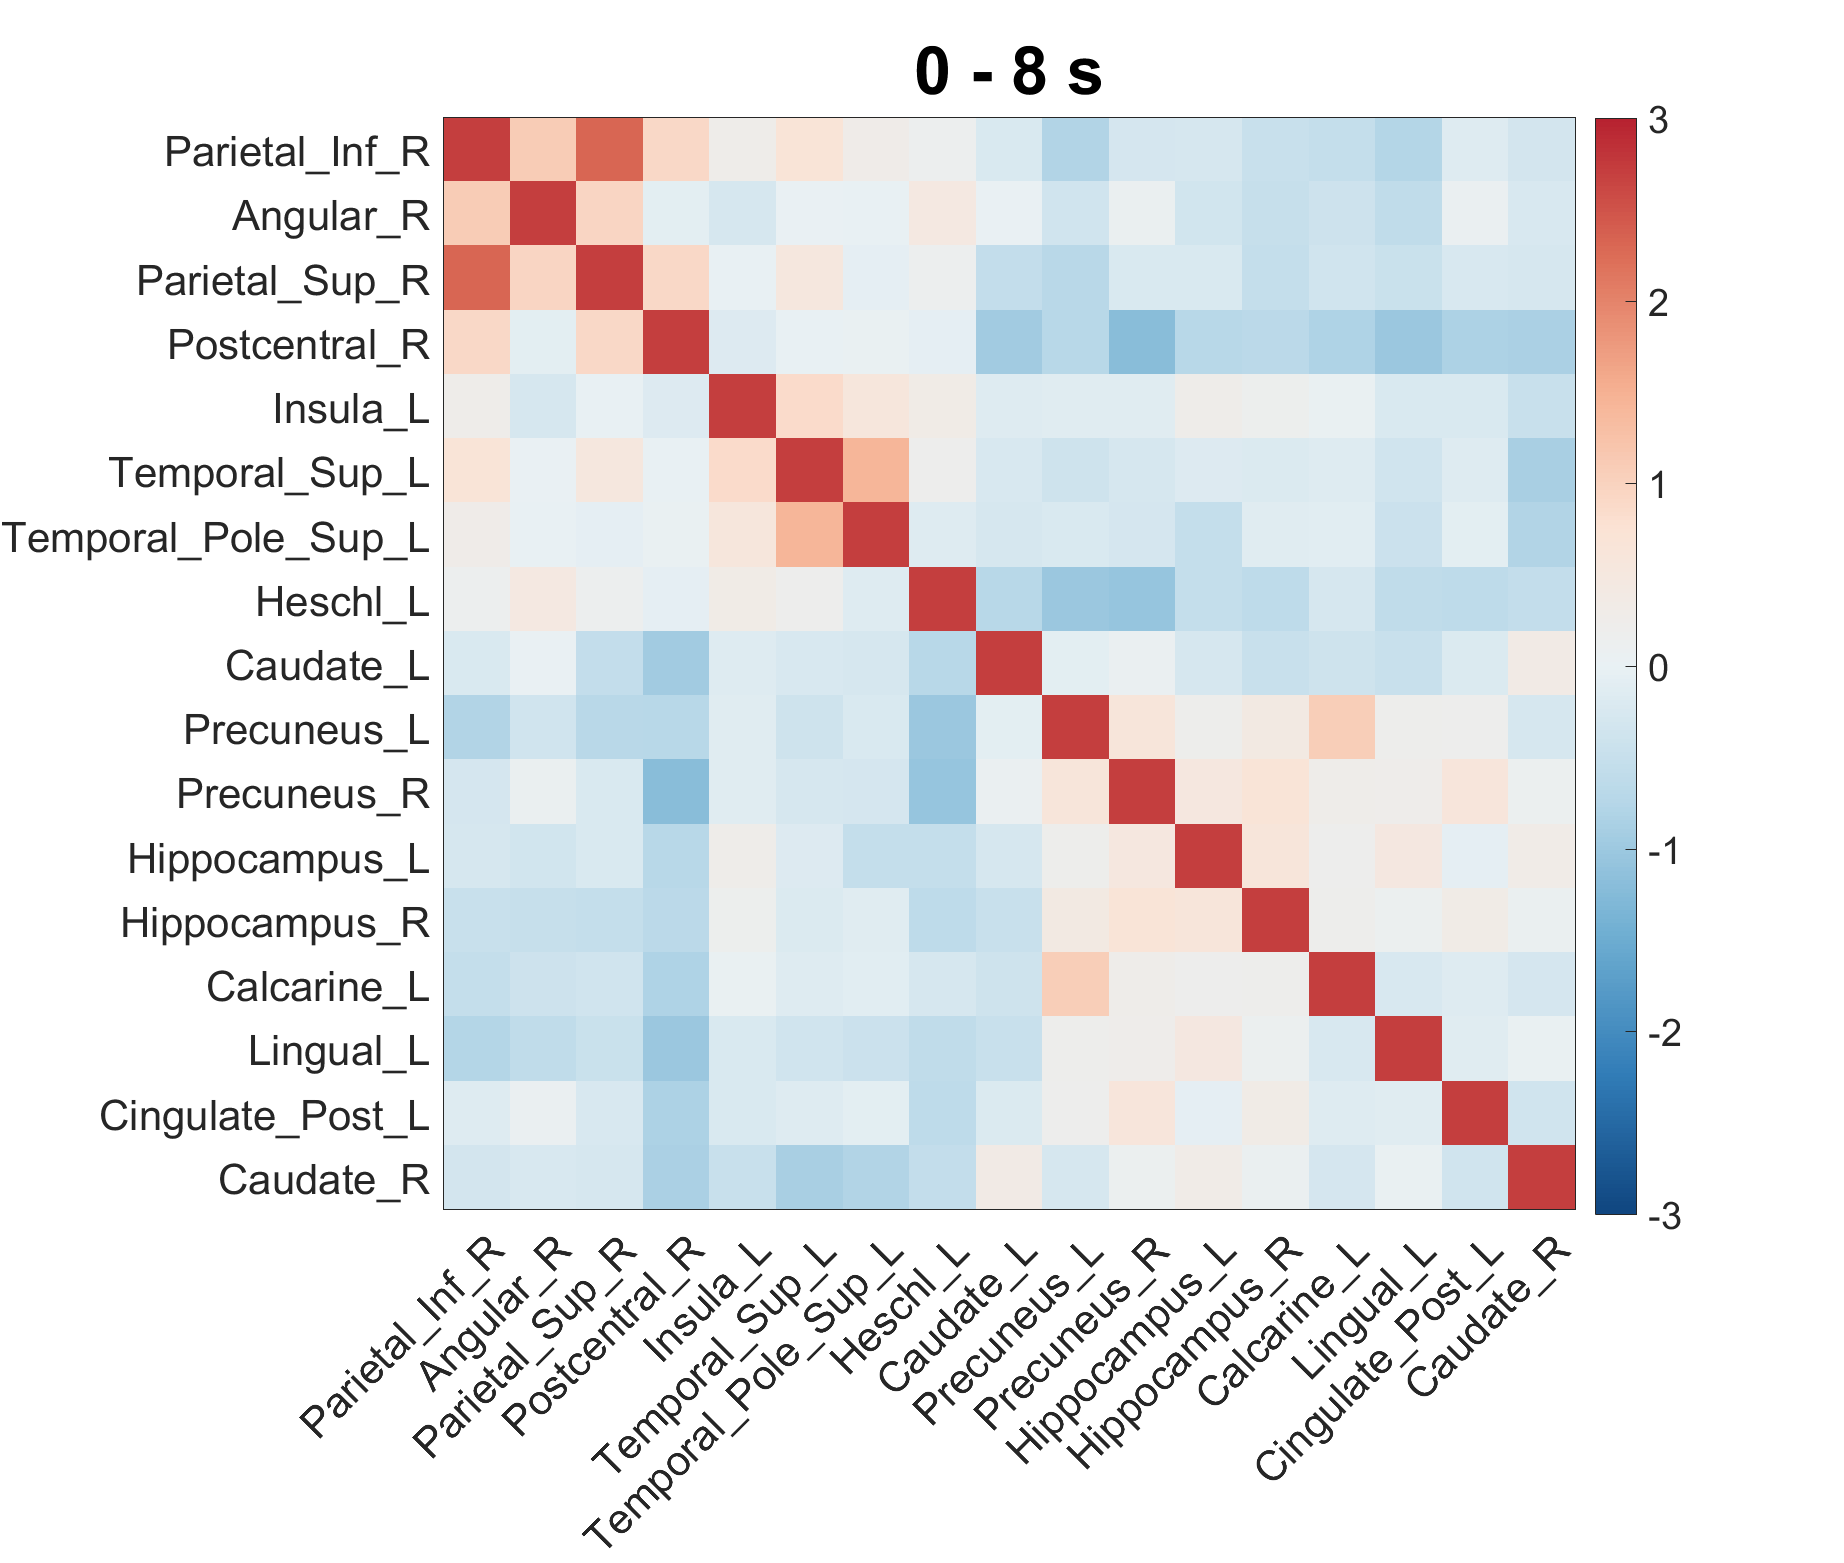 0 - 8 s
Parietal_Inf_R
Angular_R
Parietal_Sup_R
Postcentral_R
Insula_L
Temporal_Sup_L
Temporal_Pole_Sup_L
Heschl_L
Caudate_L
Precuneus_L
Precuneus_R
Hippocampus_L
Hippocampus_R
Calcarine_L
Lingual_L
Cingulate_Post_L
Caudate_R
Parietal_Inf_R
Angular_R
Parietal_Sup_R
Postcentral_R
Insula_L
Temporal_Sup_L
Temporal_Pole_Sup_L
Heschl_L
Caudate_L
Precuneus_L
Precuneus_R
Hippocampus_L
Hippocampus_R
Calcarine_L
Lingual_L
Cingulate_Post_L
Caudate_R
3
2
1
0
-1
-2
-3